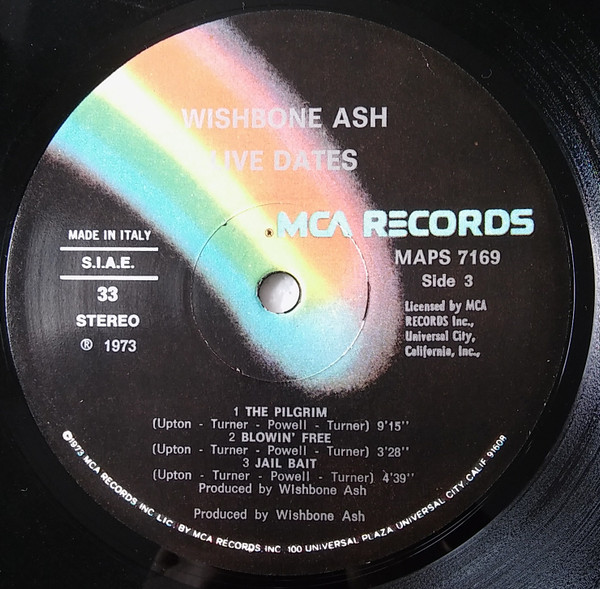 WISHBONE ASH
LIVE DATES
MCA RECORDS
MADE IN ITALY
S.I.A.E.
33
STEREO
℗ 1973
MAPS 7169
Side 3
Licensed by MCA
RECORDS Inc.,
Universal City,
California, Inc.,
1 THE PILGRIM
(Upton - Turner - Powell - Turner) 9'15''
2 BLOWIN' FREE
(Upton - Turner - Powell - Turner) 3'28''
3 JAIL BAIT
(Upton - Turner - Powell - Turner) 4'39''
Produced by Wishbone Ash
Produced by Wishbone Ash
©1973 MCA RECORDS INC LIC. BY MCA RECORDS INC 100 UNIVERSAL PLAZA UNIVERSAL CITY CALIF 91608